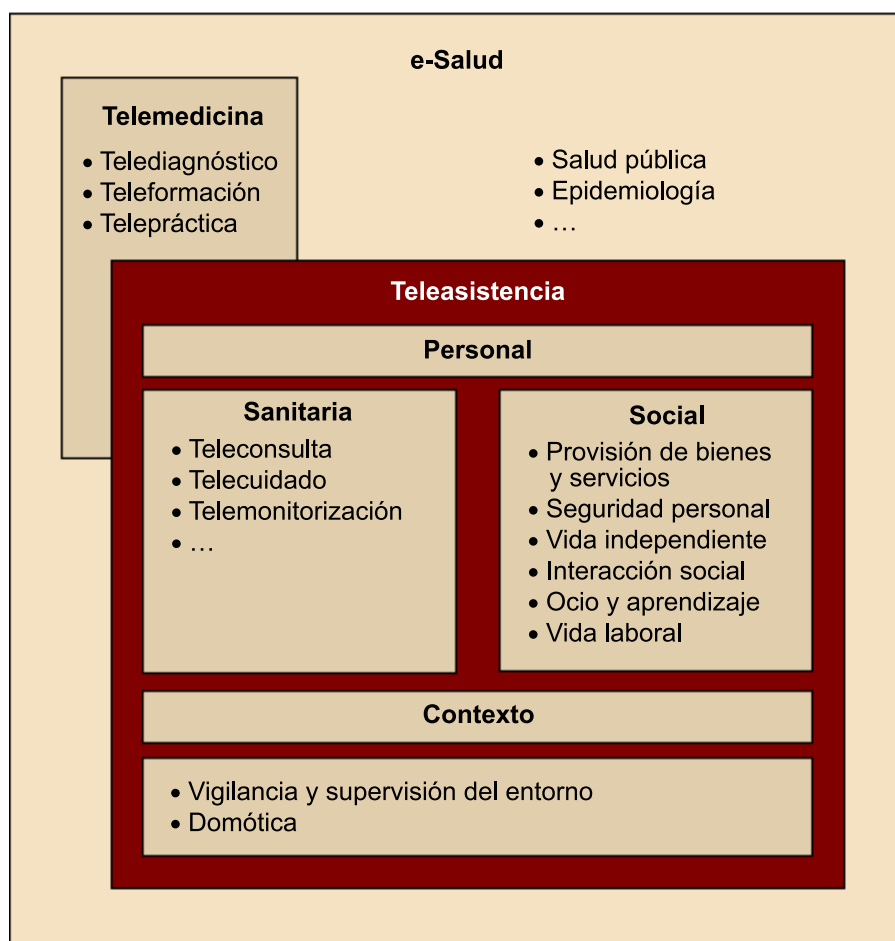 e-Salud
Telemedicina
• Telediagnóstico
• Teleformación
• Telepráctica
• Salud pública
• Epidemiología
• …
Teleasistencia
Personal
Sanitaria
• Teleconsulta
• Telecuidado
• Telemonitorización
• …
Social
• Provisión de bienes
y servicios
• Seguridad personal
• Vida independiente
• Interacción social
• Ocio y aprendizaje
• Vida laboral
Contexto
• Vigilancia y supervisión del entorno
• Domótica